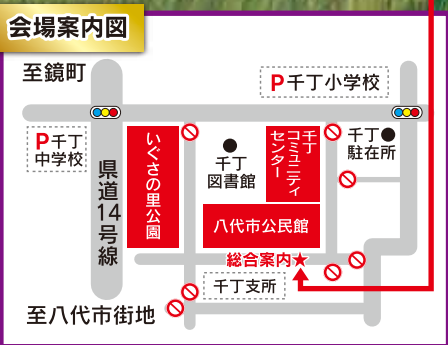 会場案内図
至鏡町
P千丁小学校
P千丁
中学校
県道14号線
いぐさの里公園
千丁
図書館
千丁
コミュニティ
センター
千丁
駐在所
八代市公民館
総合案内★
千丁支所
至八代市街地